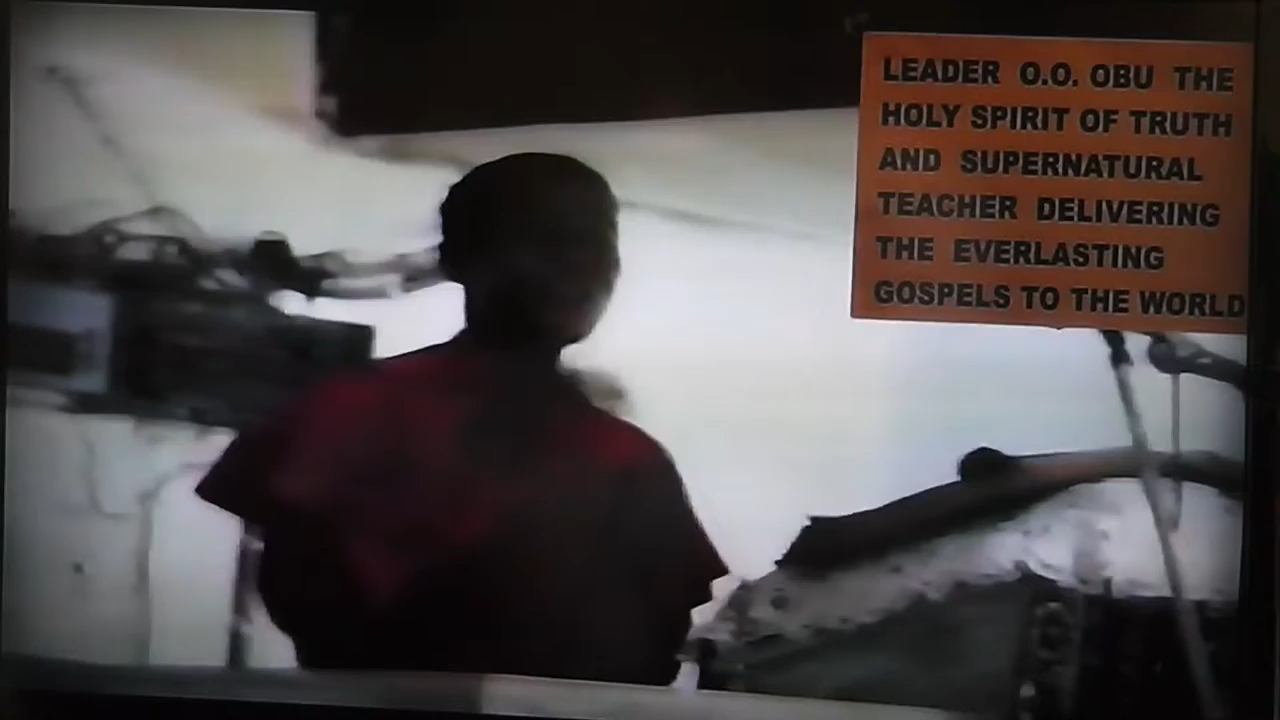 LEADER O.O. OBU THE
HOLY SPIRIT OF TRUTH
AND SUPERNATURAL
TEACHER DELIVERING
THE EVERLASTING
GOSPELS TO THE WORLD